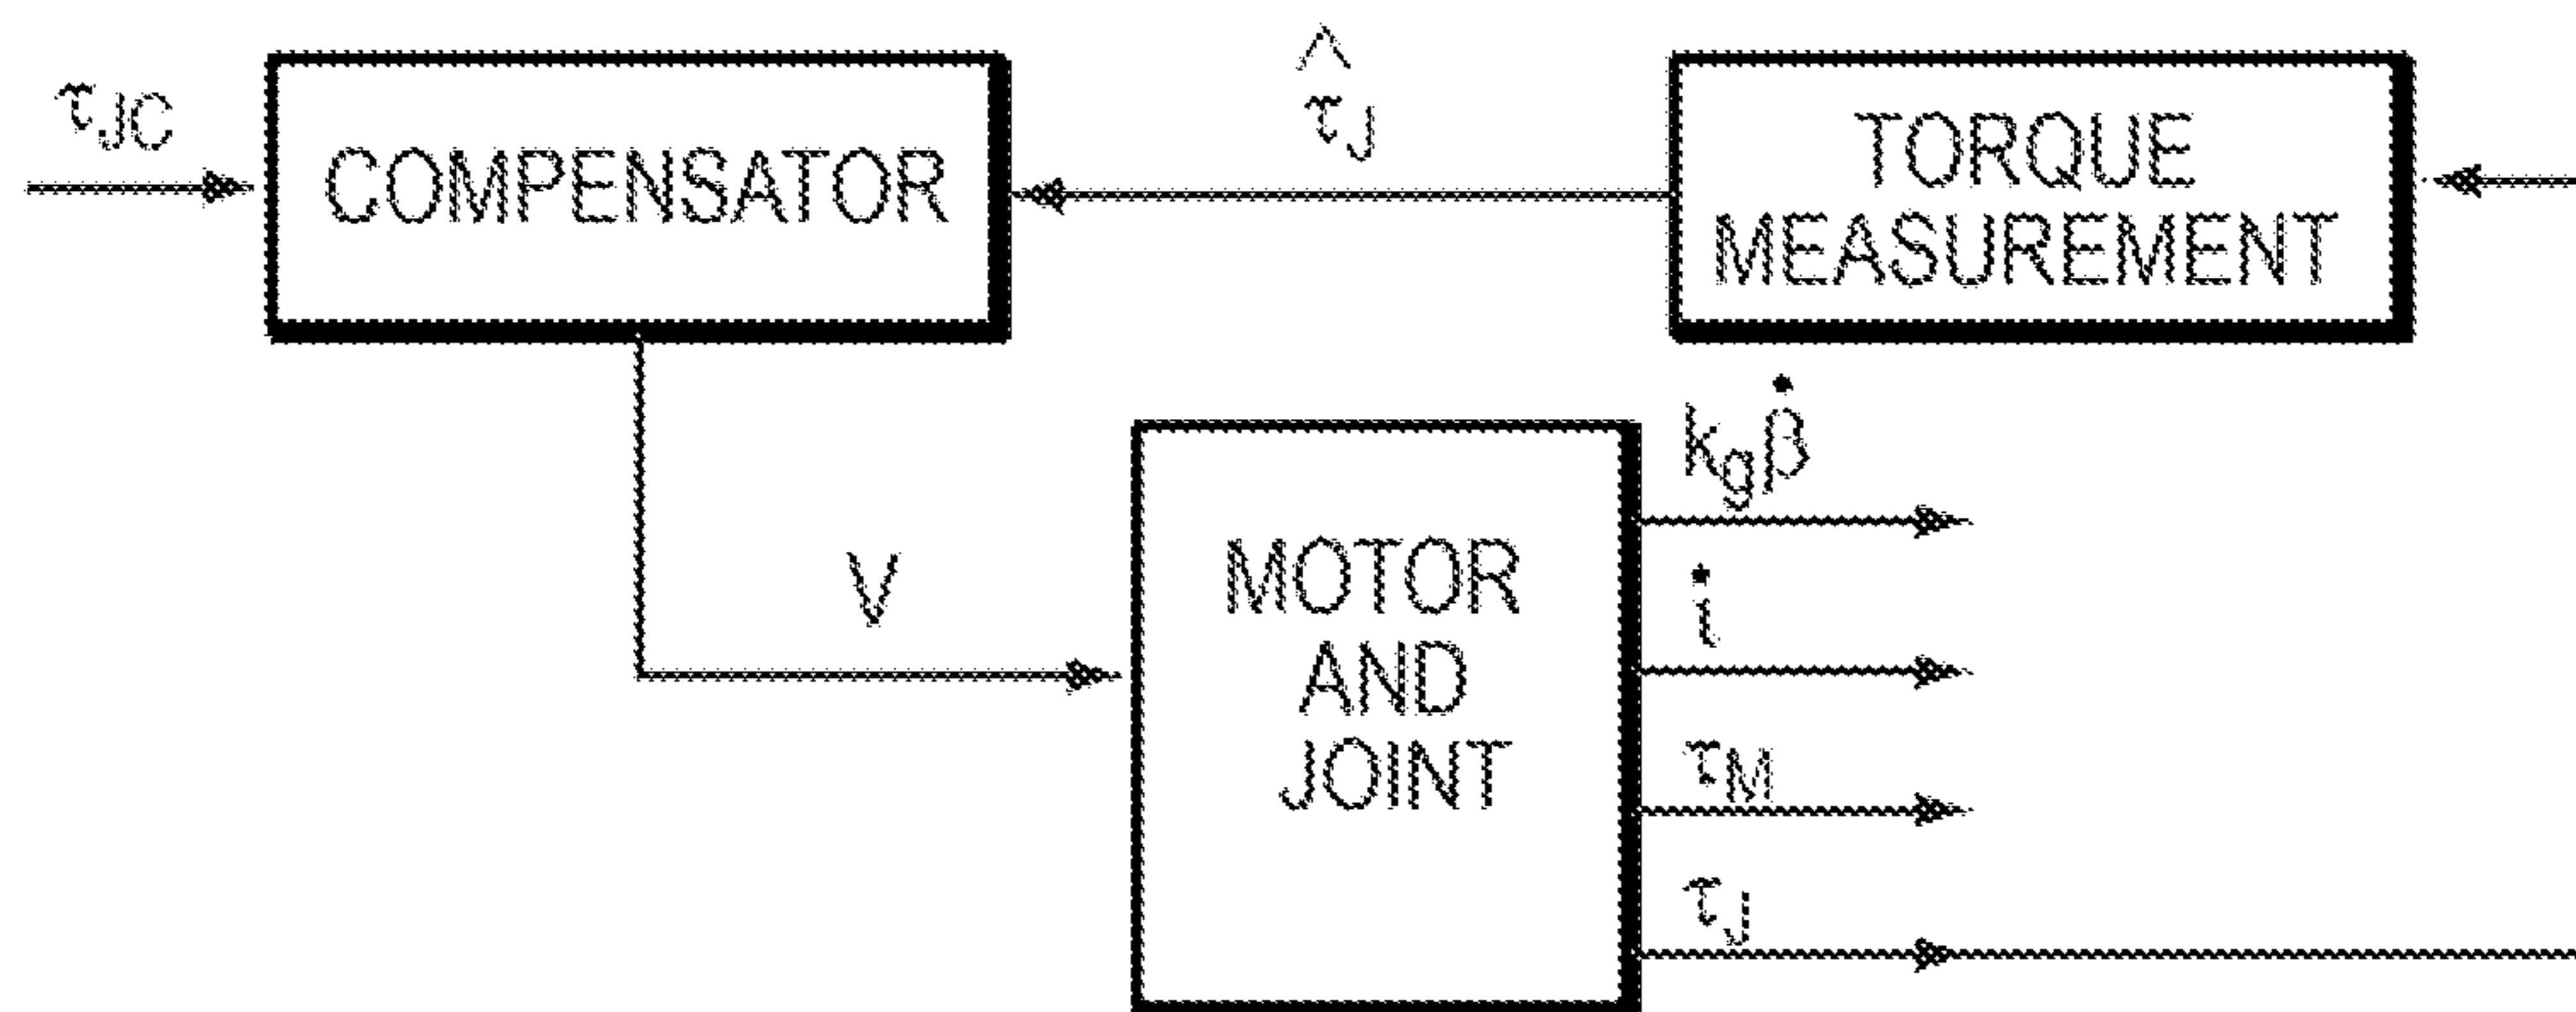 τJC
COMPENSATOR
τ̂J
TORQUE
MEASUREMENT
kgβ̇
V
MOTOR
AND
JOINT
i
τM
τJ